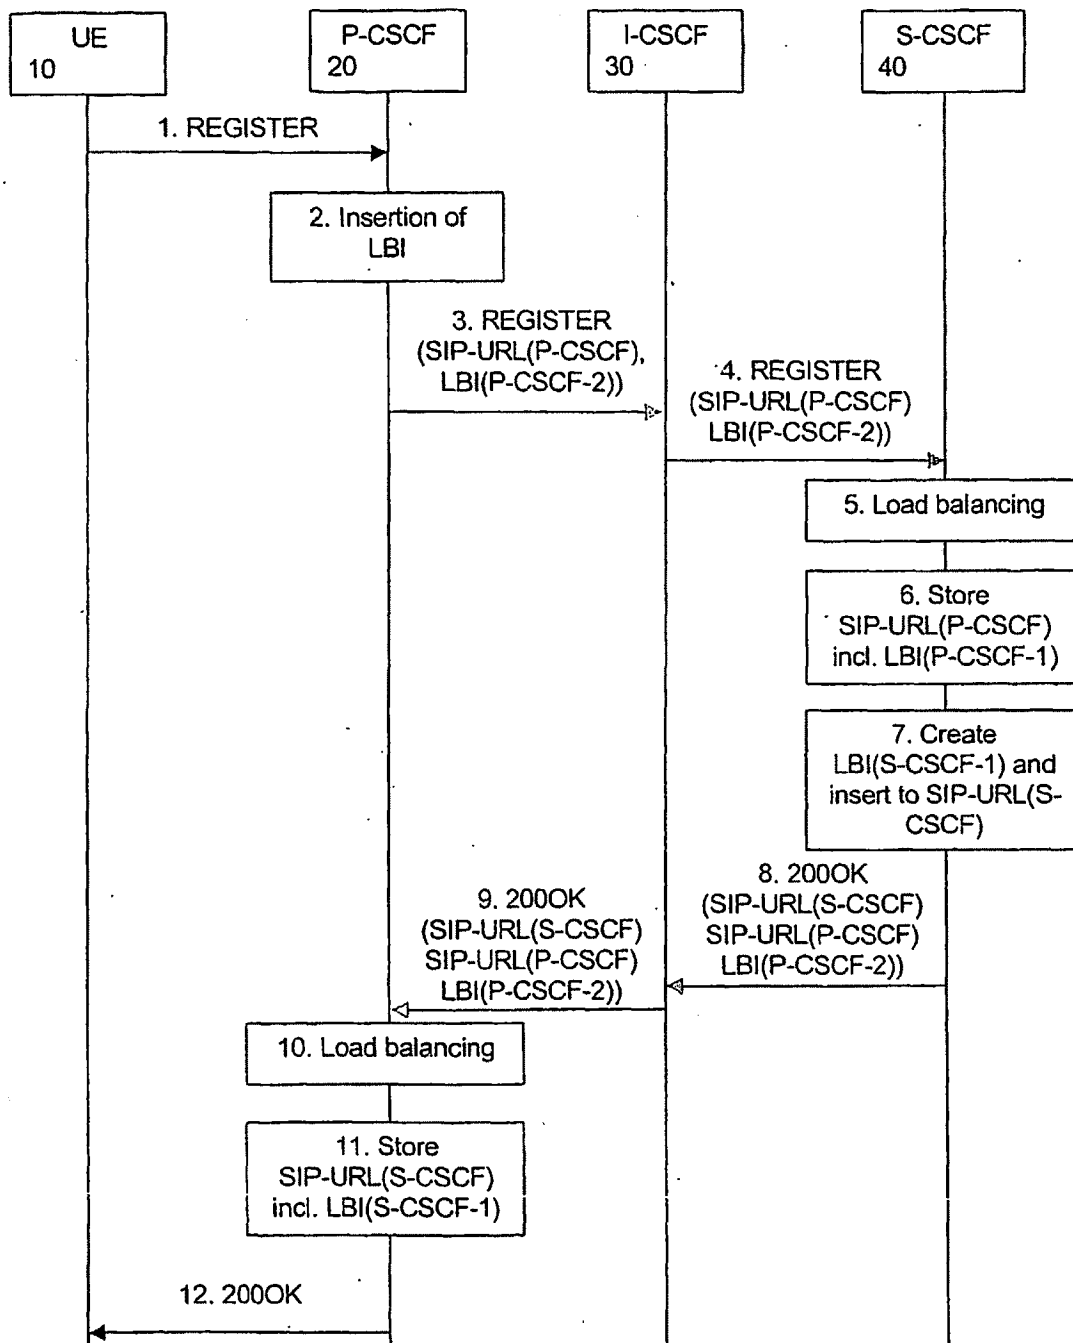 UE
10
P-CSCF
20
I-CSCF
30
S-CSCF
40
1. REGISTER
2. Insertion of
LBI
3. REGISTER
(SIP-URL(P-CSCF),
LBI(P-CSCF-2))
4. REGISTER
(SIP-URL(P-CSCF)
LBI(P-CSCF-2))
5. Load balancing
6. Store
SIP-URL(P-CSCF)
incl. LBI(P-CSCF-1)
7. Create
LBI(S-CSCF-1) and
insert to SIP-URL(S-
CSCF)
8. 200OK
(SIP-URL(S-CSCF)
SIP-URL(P-CSCF)
LBI(P-CSCF-2))
9. 200OK
(SIP-URL(S-CSCF)
SIP-URL(P-CSCF)
LBI(P-CSCF-2))
10. Load balancing
11. Store
SIP-URL(S-CSCF)
incl. LBI(S-CSCF-1)
12. 200OK